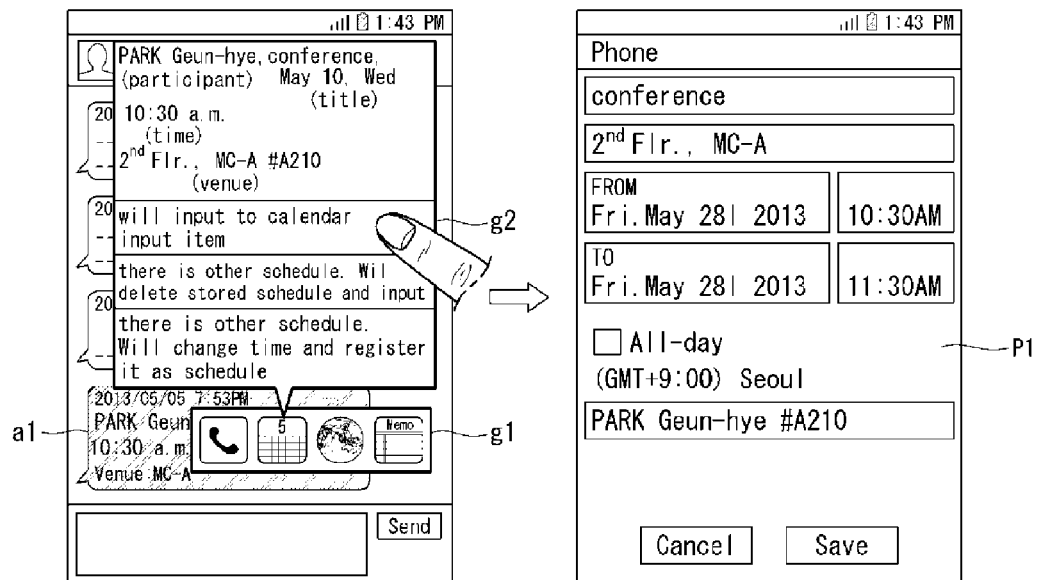 1:43 PM
PARK Geun-hye, conference,
(participant) May 10, Wed
(title)
20
10:30 a.m.
(time)
2nd Flr., MC-A #A210
(venue)
20
will input to calendar
input item
g2
there is other schedule. Wil
delete stored schedule and input
20
there is other schedule.
Will change time and register
it as schedule
2013/05/05 7:53PM
a1
PARK Geun
5
Memo
g1
10:30 a.m.
Venue MC-A
Send
1:43 PM
Phone
conference
2nd Flr., MC-A
FROM
Fri.May 28| 2013 10:30AM
TO
Fri.May 28| 2013 11:30AM
All-day
P1
(GMT+9:00) Seoul
PARK Geun-hye #A210
Cancel Save